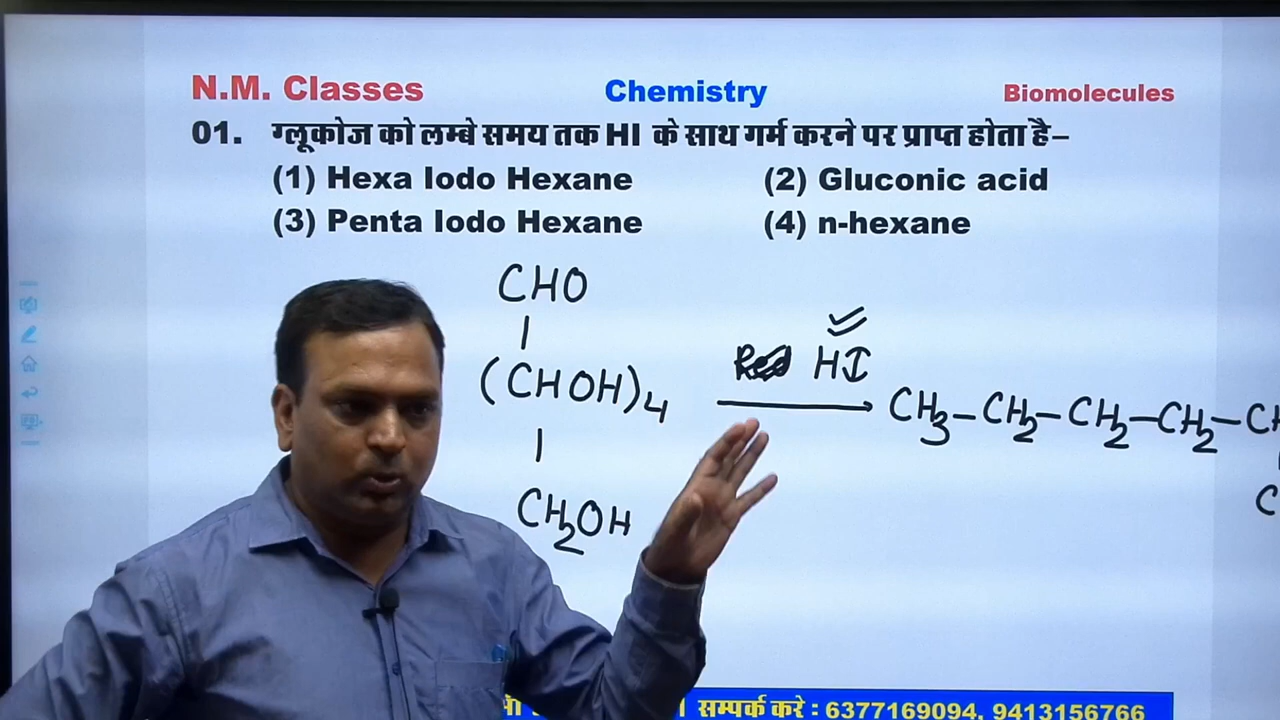 N.M. Classes Chemistry Biomolecules
01. ग्लूकोज को लम्बे समय तक HI के साथ गर्म करने पर प्राप्त होता है–
(1) Hexa Iodo Hexane (2) Gluconic acid
(3) Penta Iodo Hexane (4) n-hexane
CHO
(CHOH)4 HI CH3–CH2–CH2–CH2–
CH2OH
सम्पर्क करे : 6377169094, 9413156766